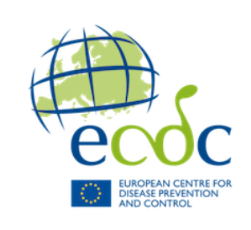 ecdc
EUROPEAN CENTRE FOR
DISEASE PREVENTION
AND CONTROL